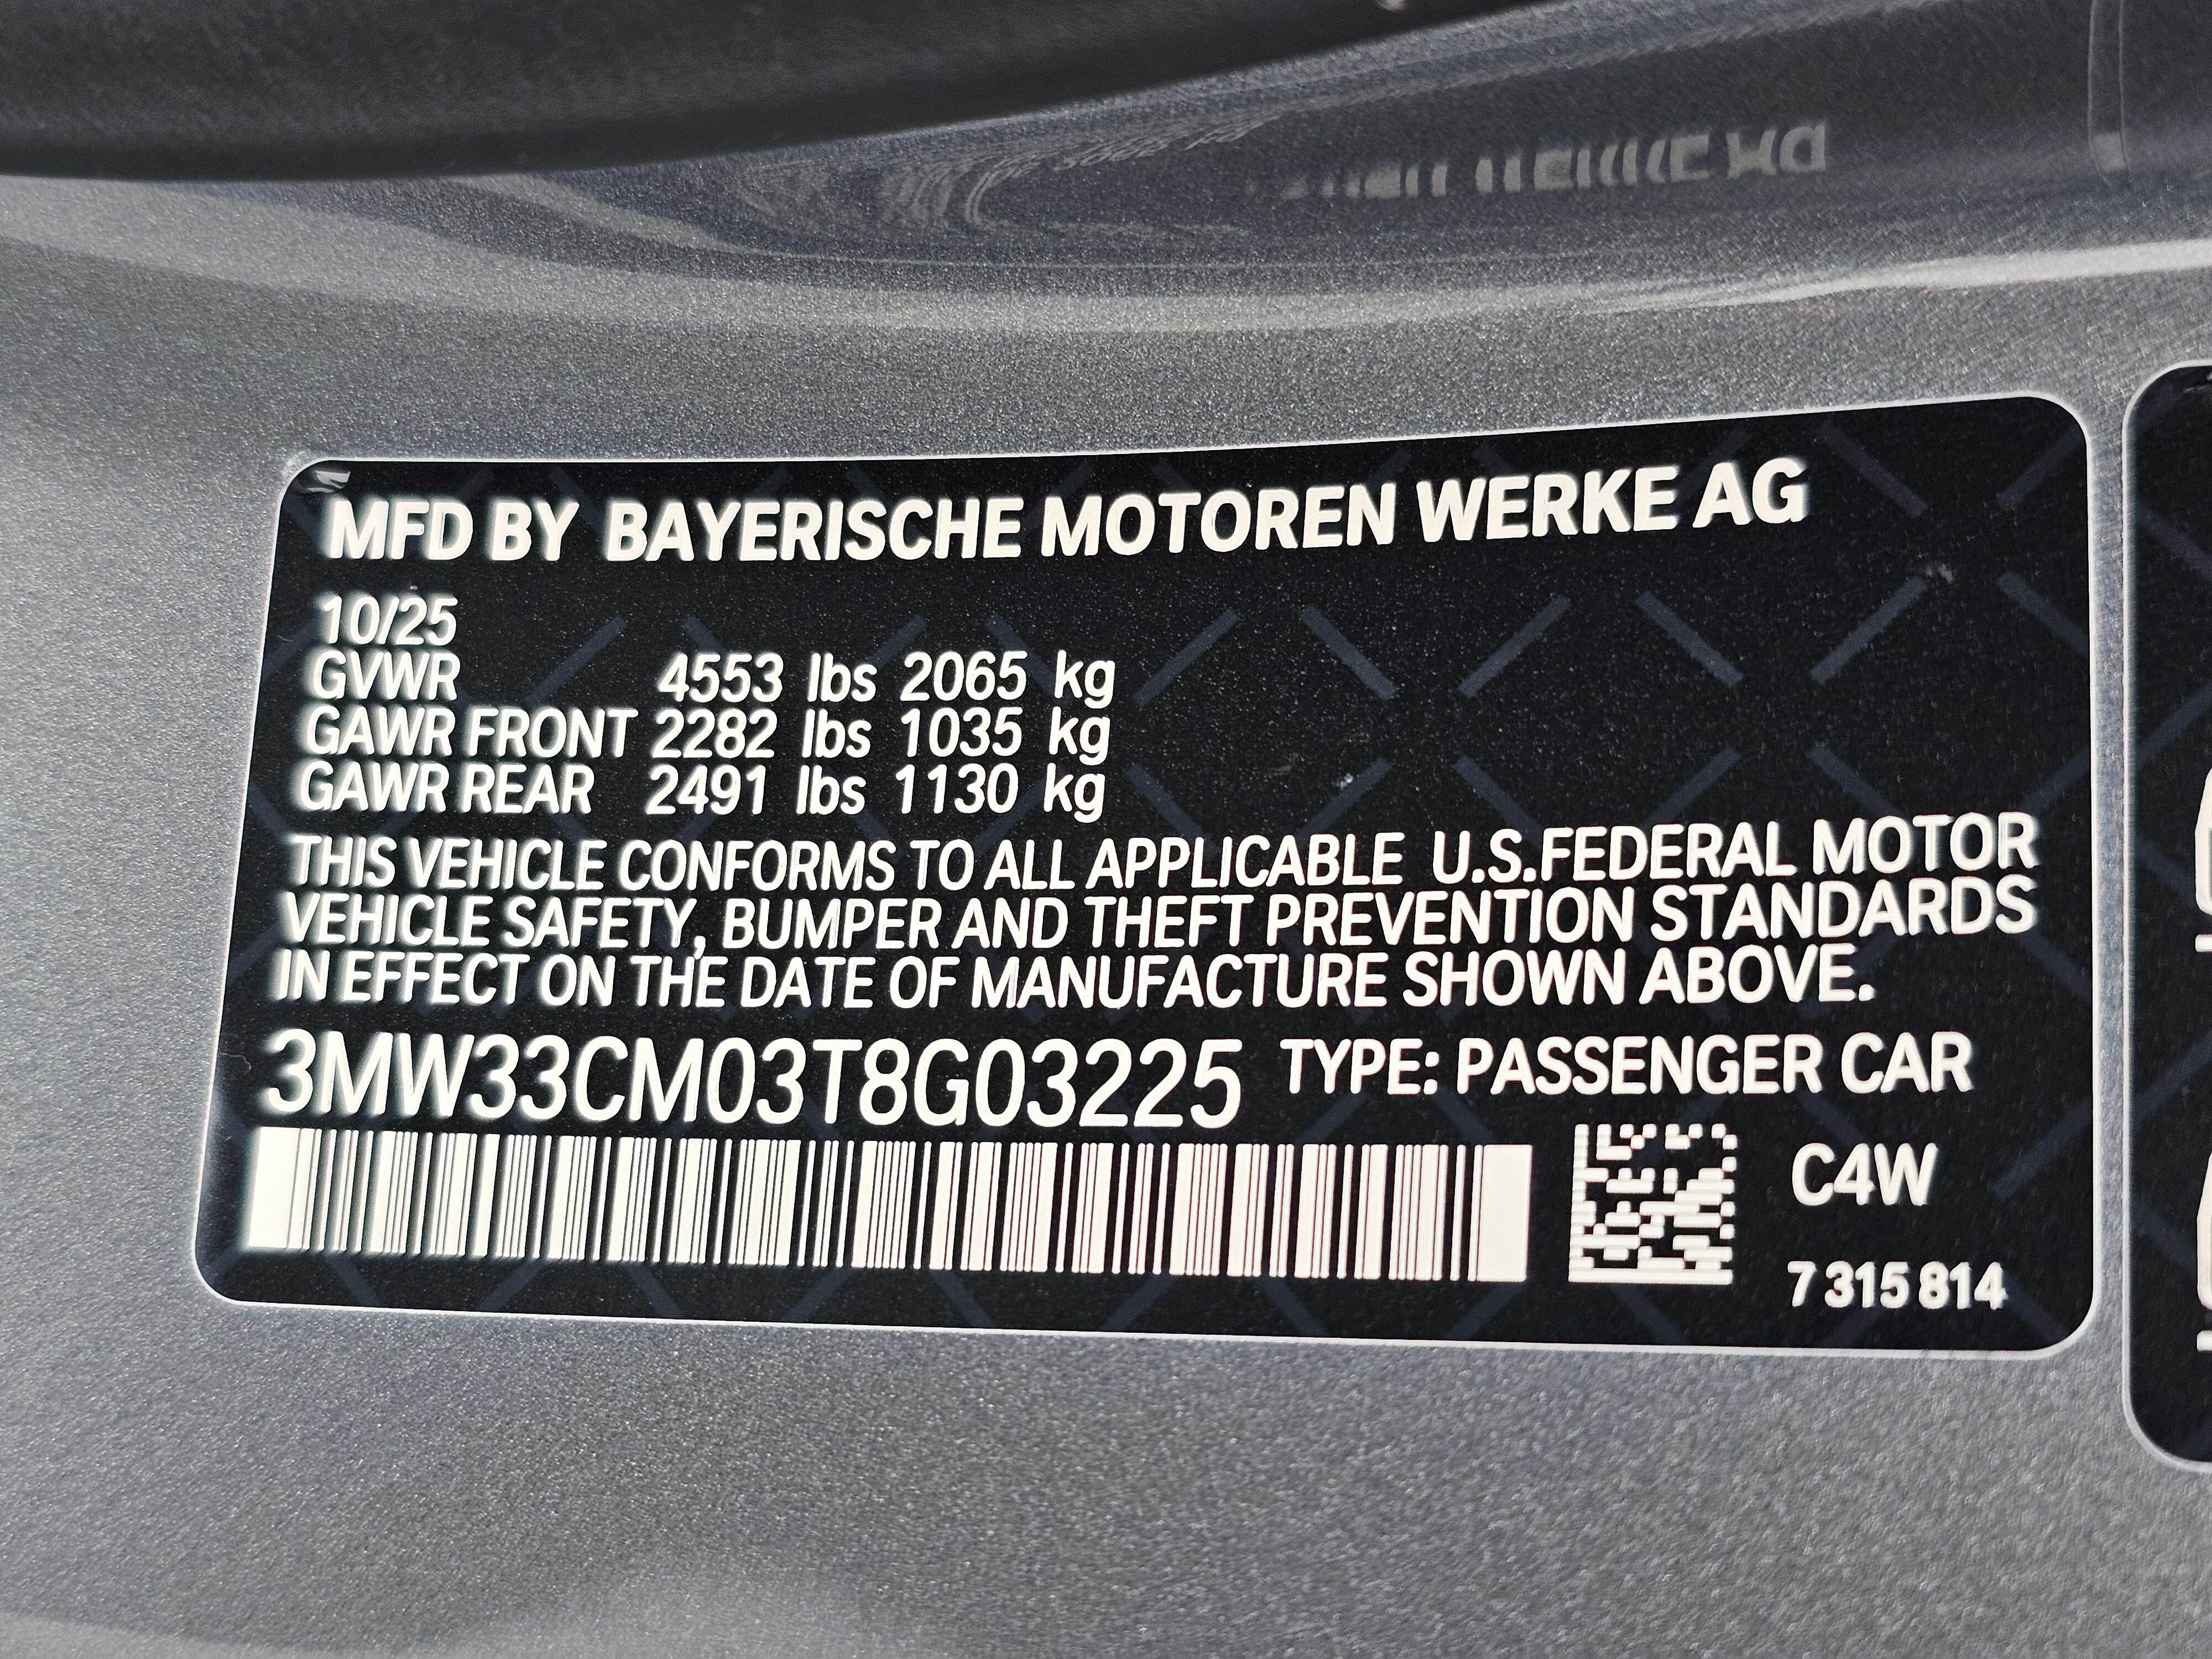 MFD BY BAYERISCHE MOTOREN WERKE AG
10/25
GVWR 4553 lbs 2065 kg
GAWR FRONT 2282 lbs 1035 kg
GAWR REAR 2491 lbs 1130 kg
THIS VEHICLE CONFORMS TO ALL APPLICABLE U.S.FEDERAL MOTOR
VEHICLE SAFETY, BUMPER AND THEFT PREVENTION STANDARDS
IN EFFECT ON THE DATE OF MANUFACTURE SHOWN ABOVE.
3MW33CM03T8G03225 TYPE: PASSENGER CAR
C4W
7 315 814